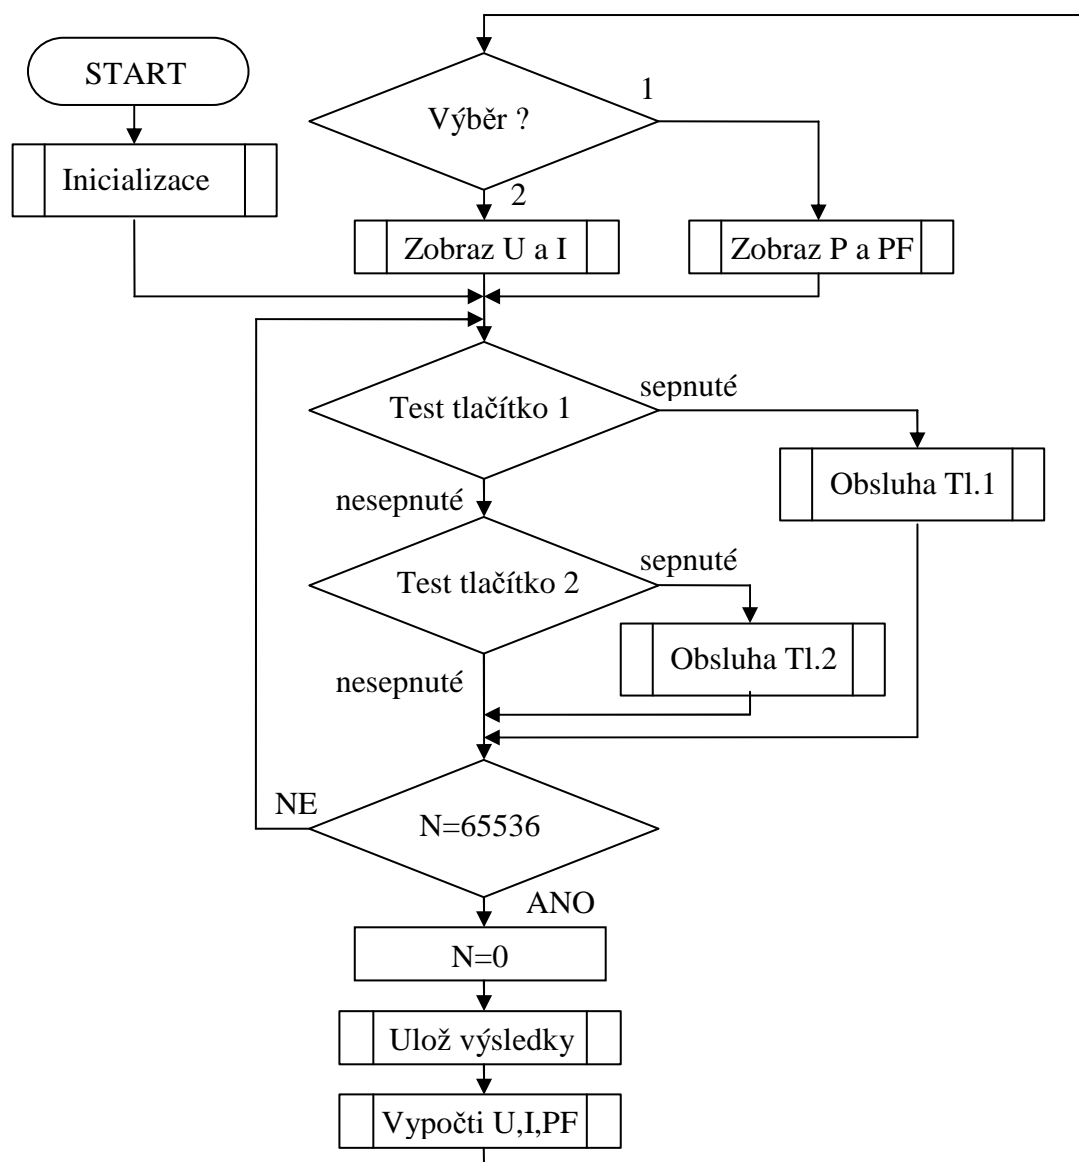 START
Inicializace
Výběr ?
1
2
Zobraz U a I
Zobraz P a PF
Test tlačítko 1
sepnuté
Obsluha Tl.1
nesepnuté
Test tlačítko 2
sepnuté
Obsluha Tl.2
nesepnuté
N=65536
NE
ANO
N=0
Ulož výsledky
Vypočti U,I,PF